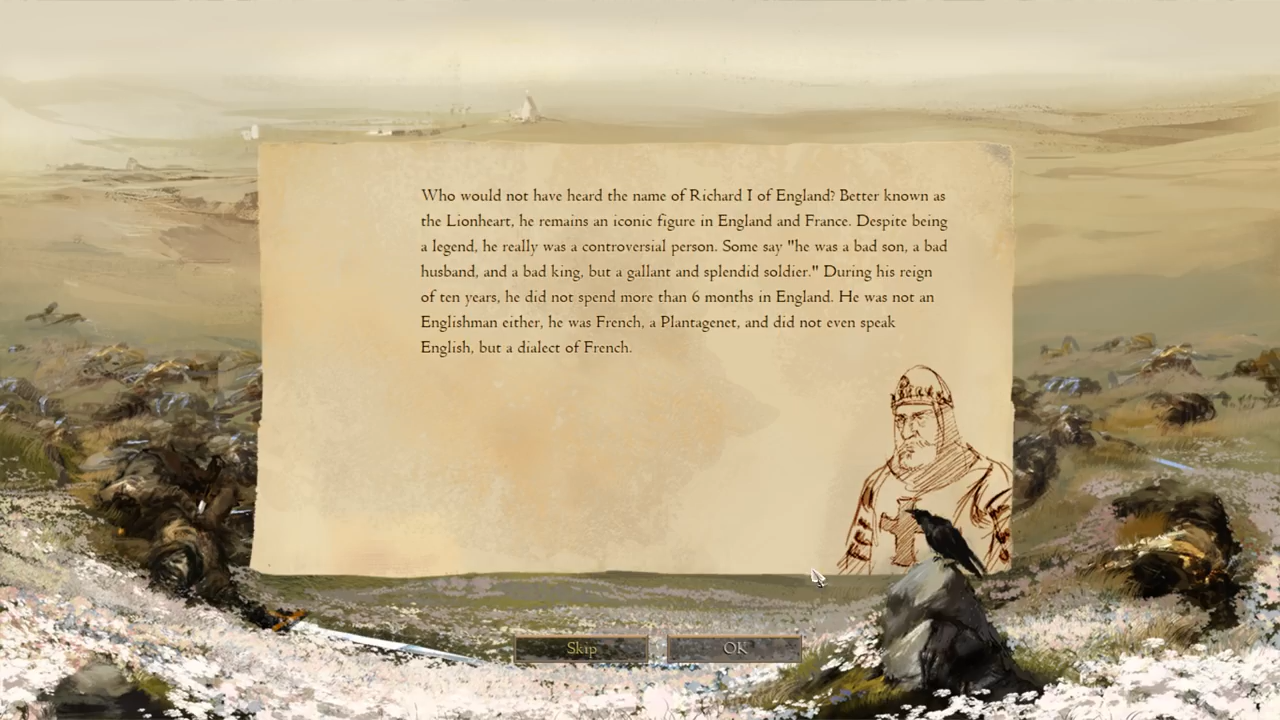 Who would not have heard the name of Richard I of England? Better known as
the Lionheart, he remains an iconic figure in England and France. Despite being
a legend, he really was a controversial person. Some say "he was a bad son, a bad
husband, and a bad king, but a gallant and splendid soldier." During his reign
of ten years, he did not spend more than 6 months in England. He was not an
Englishman either, he was French, a Plantagenet, and did not even speak
English, but a dialect of French.
Skip
OK